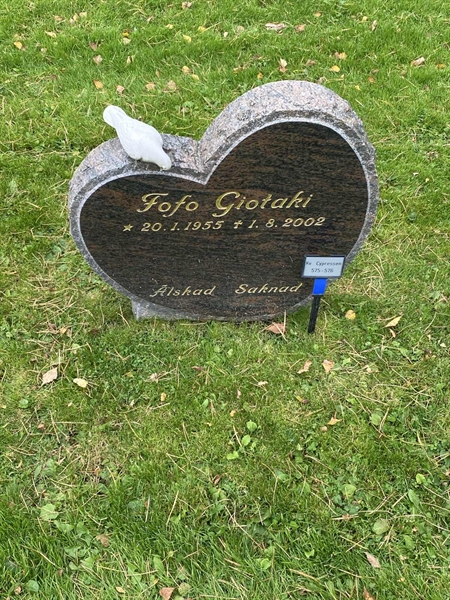 Fofo Giotaki
* 20.1.1955 ✝ 1.8.2002
Älskad Saknad
Kv Cypressen
575-576